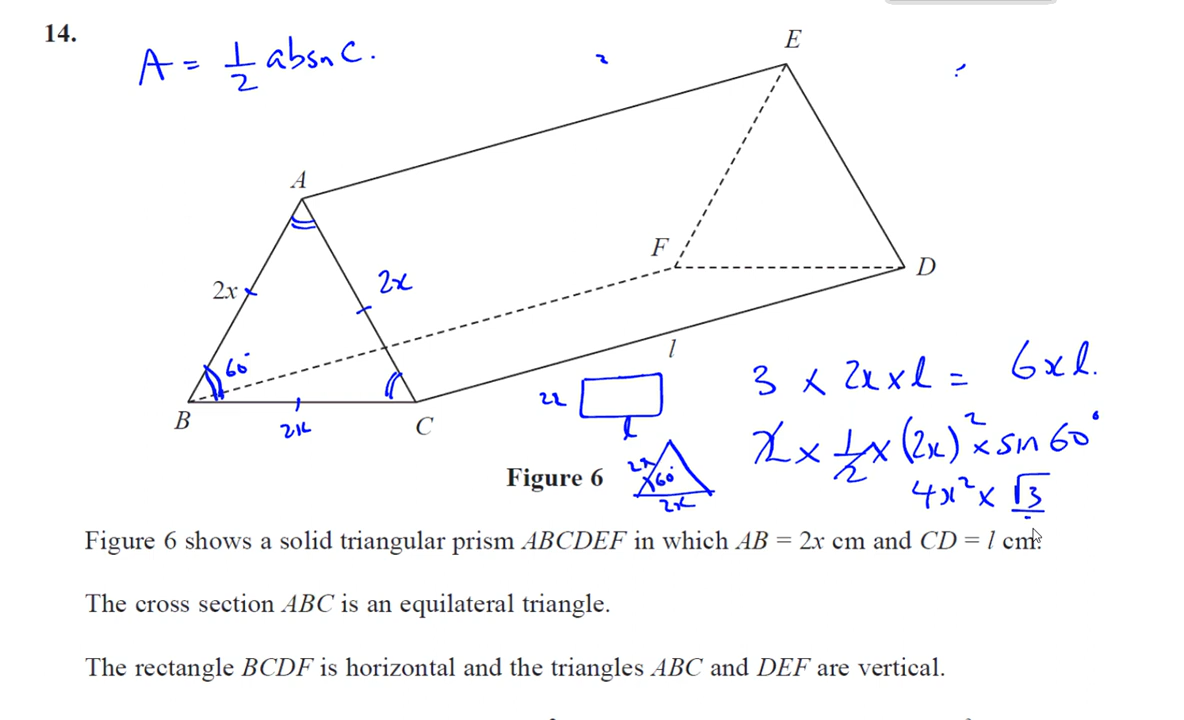 14.
A = 1/2 absnC.
E
A
2x
2x
F
D
60°
l
3 × 2x × l = 6xl.
B
2x
C
2x
l
2 × 1/2 × (2x)² × sin 60°
Figure 6
2x
60°
2x
4x² × √3
Figure 6 shows a solid triangular prism ABCDEF in which AB = 2x cm and CD = l cm.
The cross section ABC is an equilateral triangle.
The rectangle BCDF is horizontal and the triangles ABC and DEF are vertical.